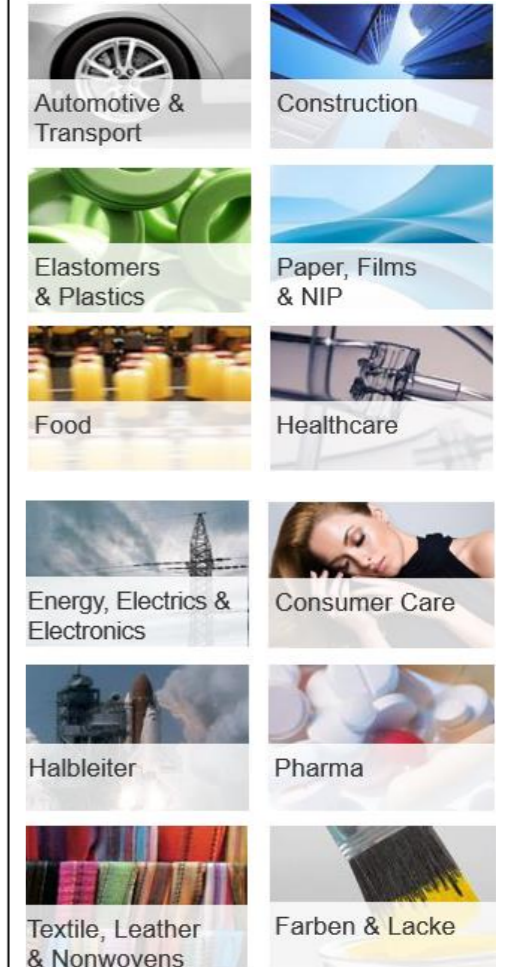 Automotive &
Transport
Construction
Elastomers
& Plastics
Paper, Films
& NIP
Food
Healthcare
Energy, Electrics &
Electronics
Consumer Care
Halbleiter
Pharma
Textile, Leather
& Nonwovens
Farben & Lacke